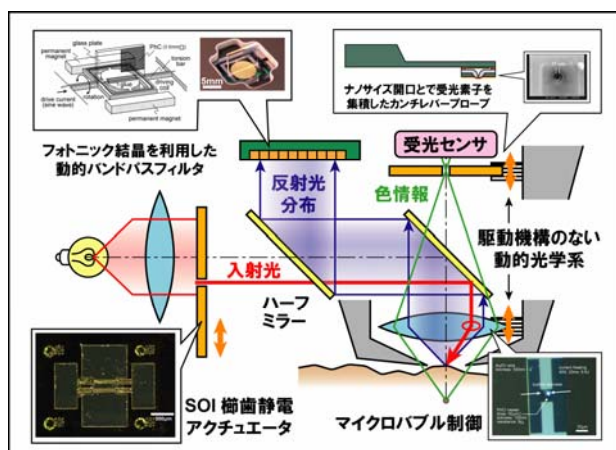 glass plate
permanent magnet
torsion bar
driving coil
drive current (sine wave)
rotation
permanent magnet
5mm
フォトニック結晶を利用した
動的バンドパスフィルタ
ナノサイズ開口とで受光素子を
集積したカンチレバープローブ
受光センサ
反射光
分布
色情報
駆動機構のない
動的光学系
入射光
ハーフ
ミラー
SOI 櫛歯静電
アクチュエータ
マイクロバブル制御